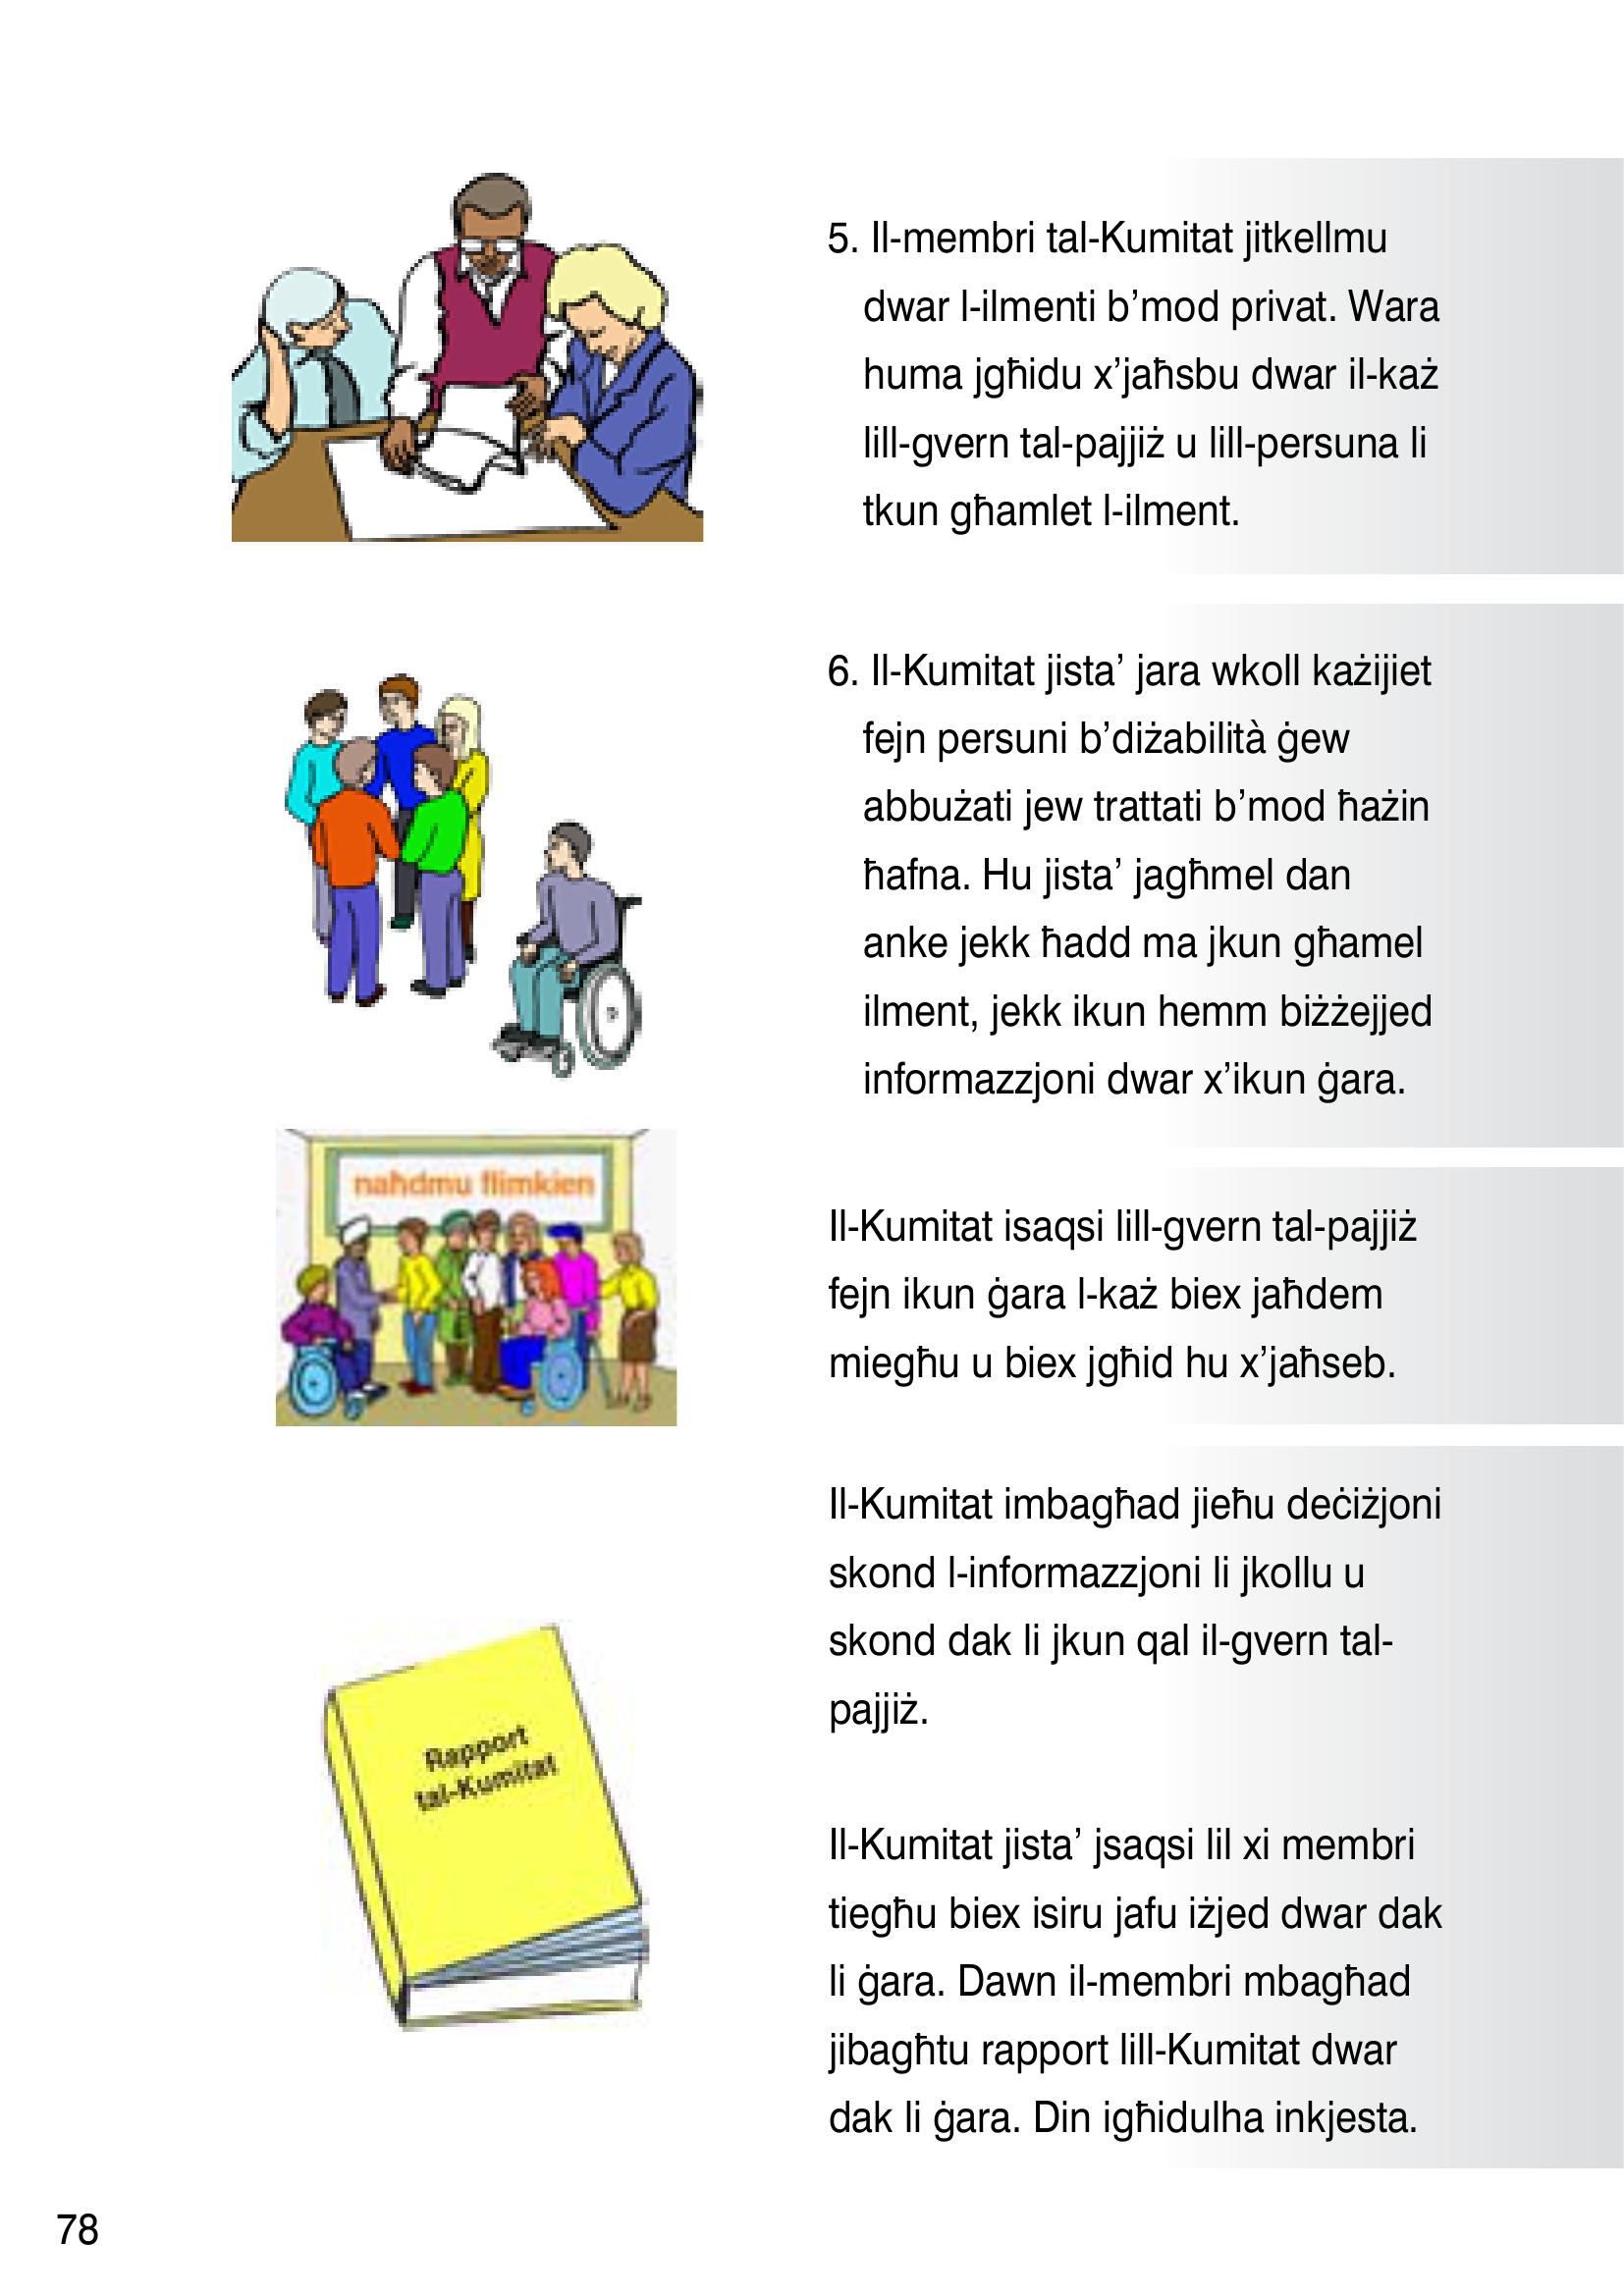 5. Il-membri tal-Kumitat jitkellmu
dwar l-ilmenti b’mod privat. Wara
huma jgħidu x’jaħsbu dwar il-każ
lill-gvern tal-pajjiż u lill-persuna li
tkun għamlet l-ilment.
6. Il-Kumitat jista’ jara wkoll każijiet
fejn persuni b’diżabilità ġew
abbużati jew trattati b’mod ħażin
ħafna. Hu jista’ jagħmel dan
anke jekk ħadd ma jkun għamel
ilment, jekk ikun hemm biżżejjed
informazzjoni dwar x’ikun ġara.
naħdmu flimkien
Il-Kumitat isaqsi lill-gvern tal-pajjiż
fejn ikun ġara l-każ biex jaħdem
miegħu u biex jgħid hu x’jaħseb.
Il-Kumitat imbagħad jieħu deċiżjoni
skond l-informazzjoni li jkollu u
skond dak li jkun qal il-gvern tal-
pajjiż.
Rapport
tal-Kumitat
Il-Kumitat jista’ jsaqsi lil xi membri
tiegħu biex isiru jafu iżjed dwar dak
li ġara. Dawn il-membri mbagħad
jibagħtu rapport lill-Kumitat dwar
dak li ġara. Din igħidulha inkjesta.
78